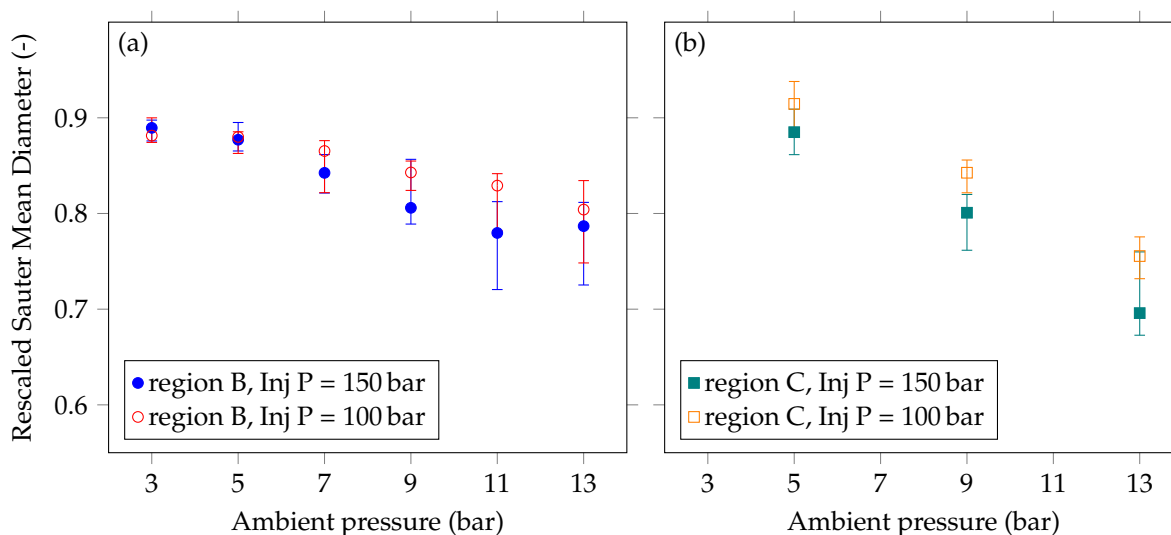 Rescaled Sauter Mean Diameter (-)
0.9
0.8
0.7
0.6
(a)
region B, Inj P = 150 bar
region B, Inj P = 100 bar
3 5 7 9 11 13
Ambient pressure (bar)
(b)
region C, Inj P = 150 bar
region C, Inj P = 100 bar
3 5 7 9 11 13
Ambient pressure (bar)